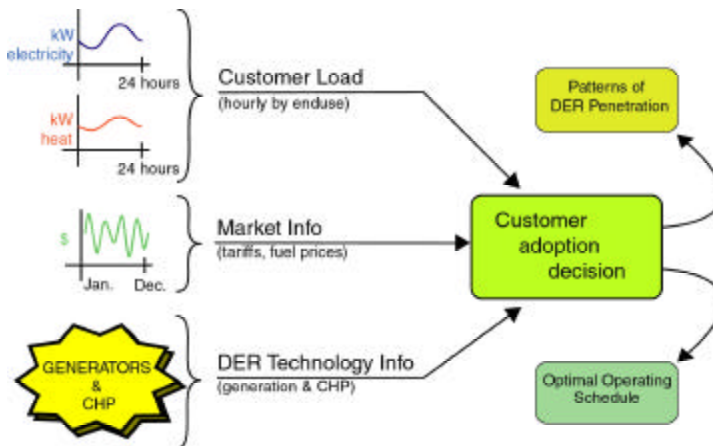 kW
electricity
24 hours
kW
heat
24 hours
Customer Load
(hourly by enduse)
$
Jan. Dec.
Market Info
(tariffs, fuel prices)
GENERATORS
&
CHP
DER Technology Info
(generation & CHP)
Customer
adoption
decision
Patterns of
DER Penetration
Optimal Operating
Schedule